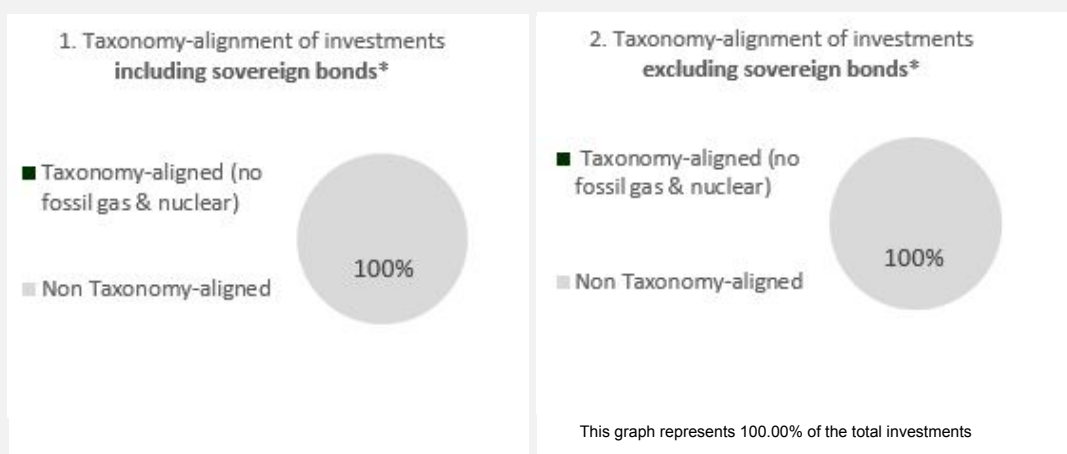 1. Taxonomy-alignment of investments
including sovereign bonds*
Taxonomy-aligned (no
fossil gas & nuclear)
100%
Non Taxonomy-aligned
2. Taxonomy-alignment of investments
excluding sovereign bonds*
Taxonomy-aligned (no
fossil gas & nuclear)
100%
Non Taxonomy-aligned
This graph represents 100.00% of the total investments